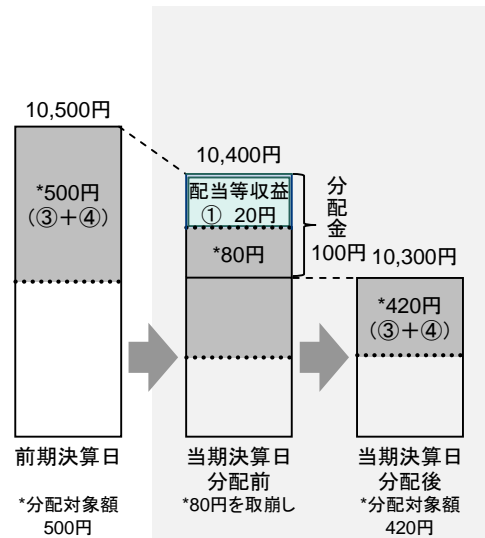 10,500円
*500円
(③+④)
前期決算日
*分配対象額
500円
10,400円
配当等収益
① 20円
*80円
分配金
100円
当期決算日
分配前
*80円を取崩し
10,300円
*420円
(③+④)
当期決算日
分配後
*分配対象額
420円